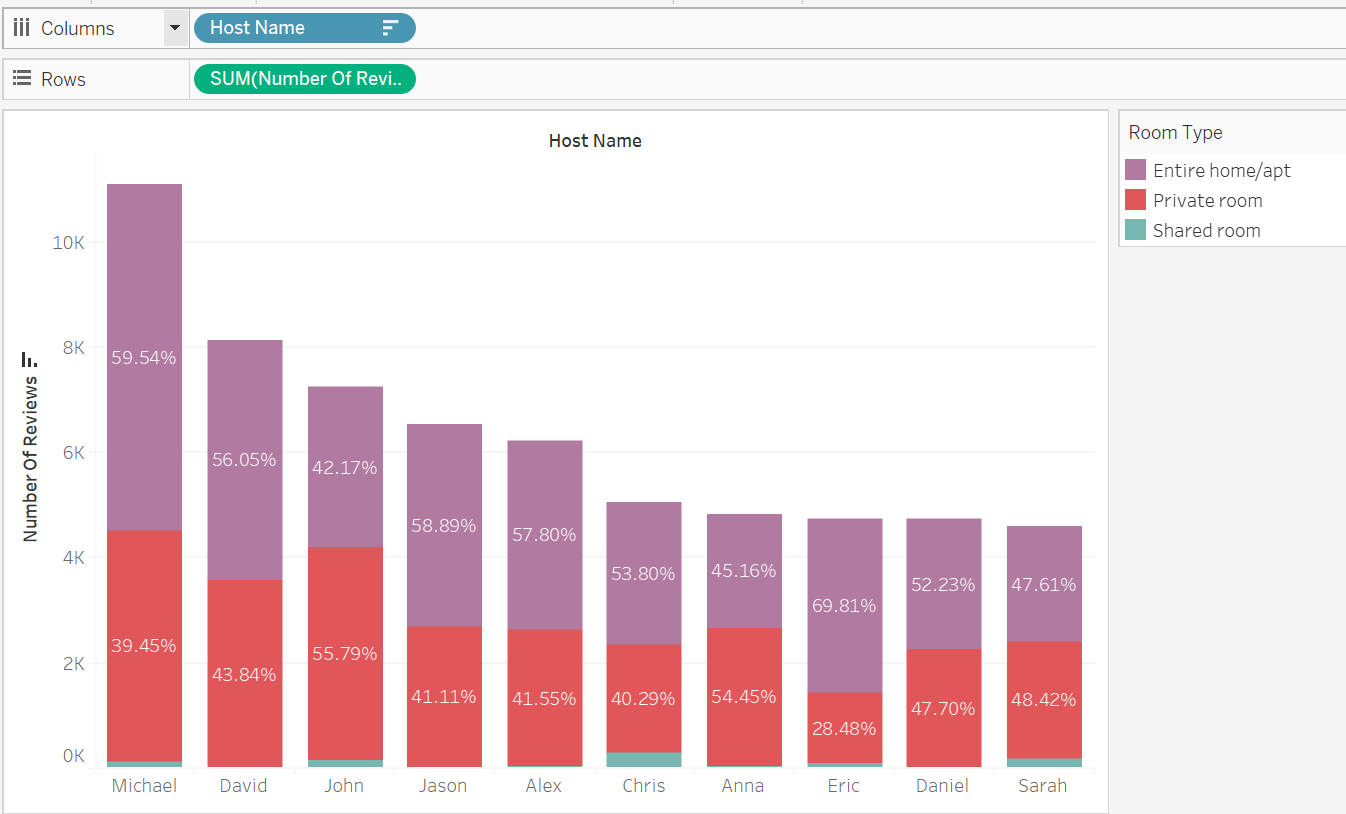 Columns
Host Name
Rows
SUM(Number Of Revi..
Host Name
Room Type
Entire home/apt
Private room
Shared room
Number Of Reviews
10K
8K
6K
4K
2K
0K
59.54%
39.45%
56.05%
43.84%
42.17%
55.79%
58.89%
41.11%
57.80%
41.55%
53.80%
40.29%
45.16%
54.45%
69.81%
28.48%
52.23%
47.70%
47.61%
48.42%
Michael David John Jason Alex Chris Anna Eric Daniel Sarah